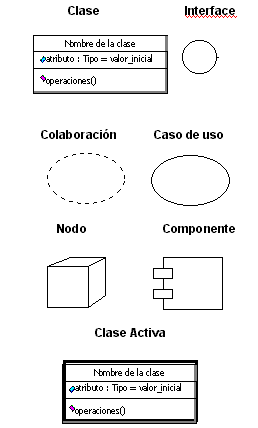 Clase
Interface
Nombre de la clase
atributo : Tipo = valor_inicial
operaciones()
Colaboración
Caso de uso
Nodo
Componente
Clase Activa
Nombre de la clase
atributo : Tipo = valor_inicial
operaciones()